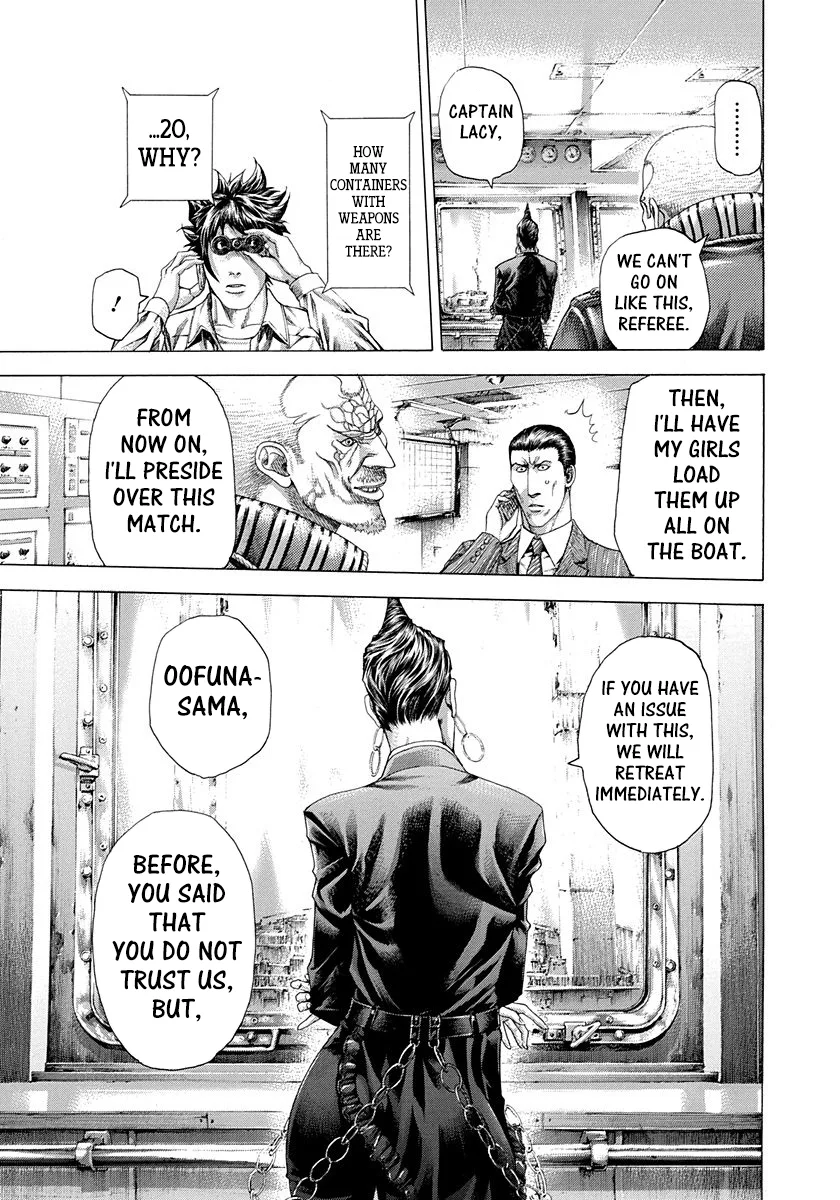 ………
CAPTAIN
LACY,
WE CAN'T
GO ON
LIKE THIS,
REFEREE.
HOW
MANY
CONTAINERS
WITH
WEAPONS
ARE
THERE?
...20,
WHY?
!
THEN,
I'LL HAVE
MY GIRLS
LOAD
THEM UP
ALL ON
THE BOAT.
FROM
NOW ON,
I'LL PRESIDE
OVER THIS
MATCH.
IF YOU HAVE
AN ISSUE
WITH THIS,
WE WILL
RETREAT
IMMEDIATELY.
OOFUNA-
SAMA,
BEFORE,
YOU SAID
THAT
YOU DO NOT
TRUST US,
BUT,